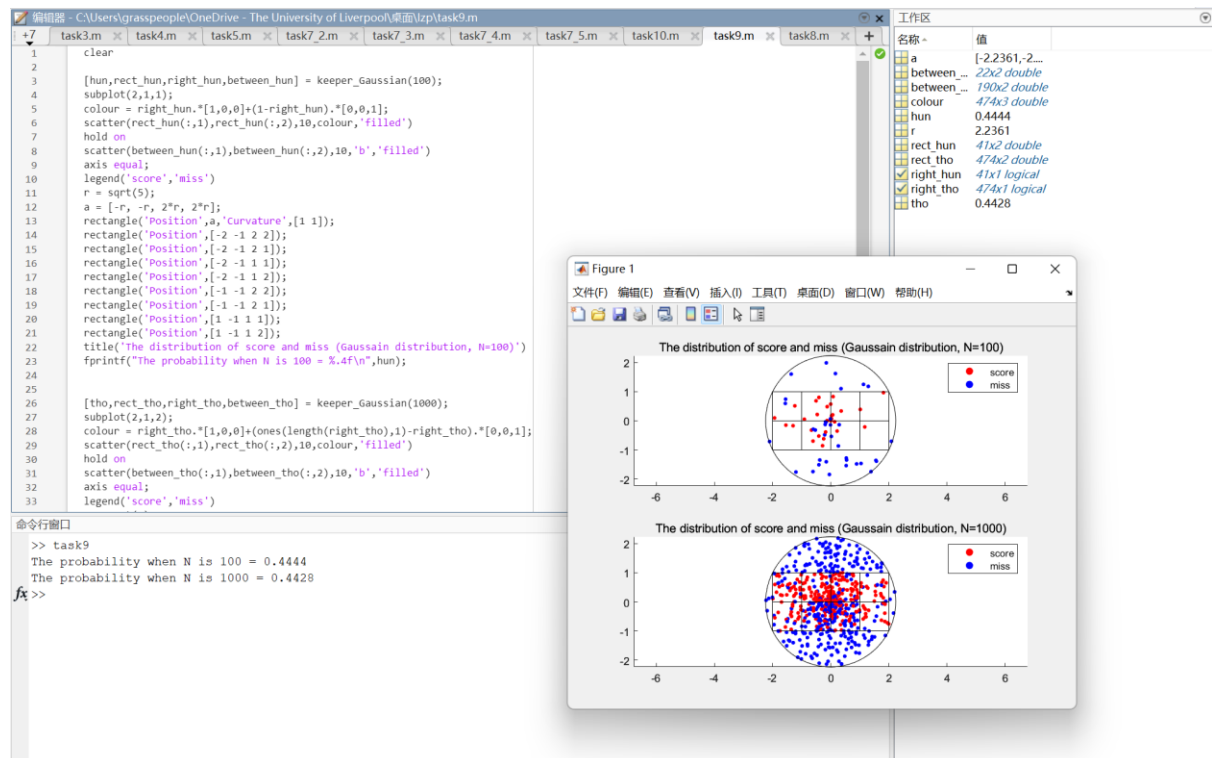 编辑器 - C:\Users\grasspeople\OneDrive - The University of Liverpool\桌面\lzp\task9.m
+7 task3.m task4.m task5.m task7_2.m task7_3.m task7_4.m task7_5.m task10.m task9.m task8.m
1 clear
2
3 [hun,rect_hun,right_hun,between_hun] = keeper_Gaussian(100);
4 subplot(2,1,1);
5 colour = right_hun.*[1,0,0]+(1-right_hun).*[0,0,1];
6 scatter(rect_hun(:,1),rect_hun(:,2),10,colour,'filled')
7 hold on
8 scatter(between_hun(:,1),between_hun(:,2),10,'b','filled')
9 axis equal;
10 legend('score','miss')
11 r = sqrt(5);
12 a = [-r, -r, 2*r, 2*r];
13 rectangle('Position',a,'Curvature',[1 1]);
14 rectangle('Position',[-2 -1 2 2]);
15 rectangle('Position',[-2 -1 2 1]);
16 rectangle('Position',[-2 -1 1 1]);
17 rectangle('Position',[-2 -1 1 2]);
18 rectangle('Position',[-1 -1 2 2]);
19 rectangle('Position',[-1 -1 2 1]);
20 rectangle('Position',[1 -1 1 1]);
21 rectangle('Position',[1 -1 1 2]);
22 title('The distribution of score and miss (Gaussain distribution, N=100)')
23 fprintf("The probability when N is 100 = %.4f\n",hun);
24
25
26 [tho,rect_tho,right_tho,between_tho] = keeper_Gaussian(1000);
27 subplot(2,1,2);
28 colour = right_tho.*[1,0,0]+(ones(length(right_tho),1)-right_tho).*[0,0,1];
29 scatter(rect_tho(:,1),rect_tho(:,2),10,colour,'filled')
30 hold on
31 scatter(between_tho(:,1),between_tho(:,2),10,'b','filled')
32 axis equal;
33 legend('score','miss')
命令行窗口
>> task9
The probability when N is 100 = 0.4444
The probability when N is 1000 = 0.4428
fx >>
工作区
名称 值
a [-2.2361,-2....
between_... 22x2 double
between_... 190x2 double
colour 474x3 double
hun 0.4444
r 2.2361
rect_hun 41x2 double
rect_tho 474x2 double
right_hun 41x1 logical
right_tho 474x1 logical
tho 0.4428
Figure 1
文件(F) 编辑(E) 查看(V) 插入(I) 工具(T) 桌面(D) 窗口(W) 帮助(H)
The distribution of score and miss (Gaussain distribution, N=100)
score
miss
2
1
0
-1
-2
-6 -4 -2 0 2 4 6
The distribution of score and miss (Gaussain distribution, N=1000)
score
miss
2
1
0
-1
-2
-6 -4 -2 0 2 4 6